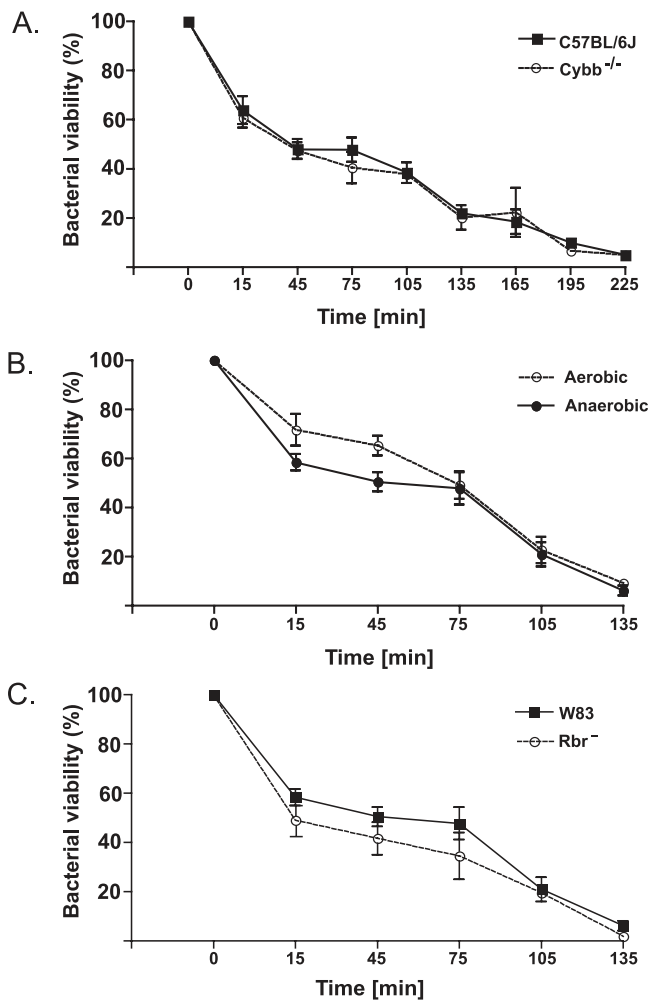 A.
Bacterial viability (%)
100
80
60
40
20
C57BL/6J
Cybb-/-
0 15 45 75 105 135 165 195 225
Time [min]
B.
Bacterial viability (%)
100
80
60
40
20
Aerobic
Anaerobic
0 15 45 75 105 135
Time [min]
C.
Bacterial viability (%)
100
80
60
40
20
W83
Rbr-
0 15 45 75 105 135
Time [min]